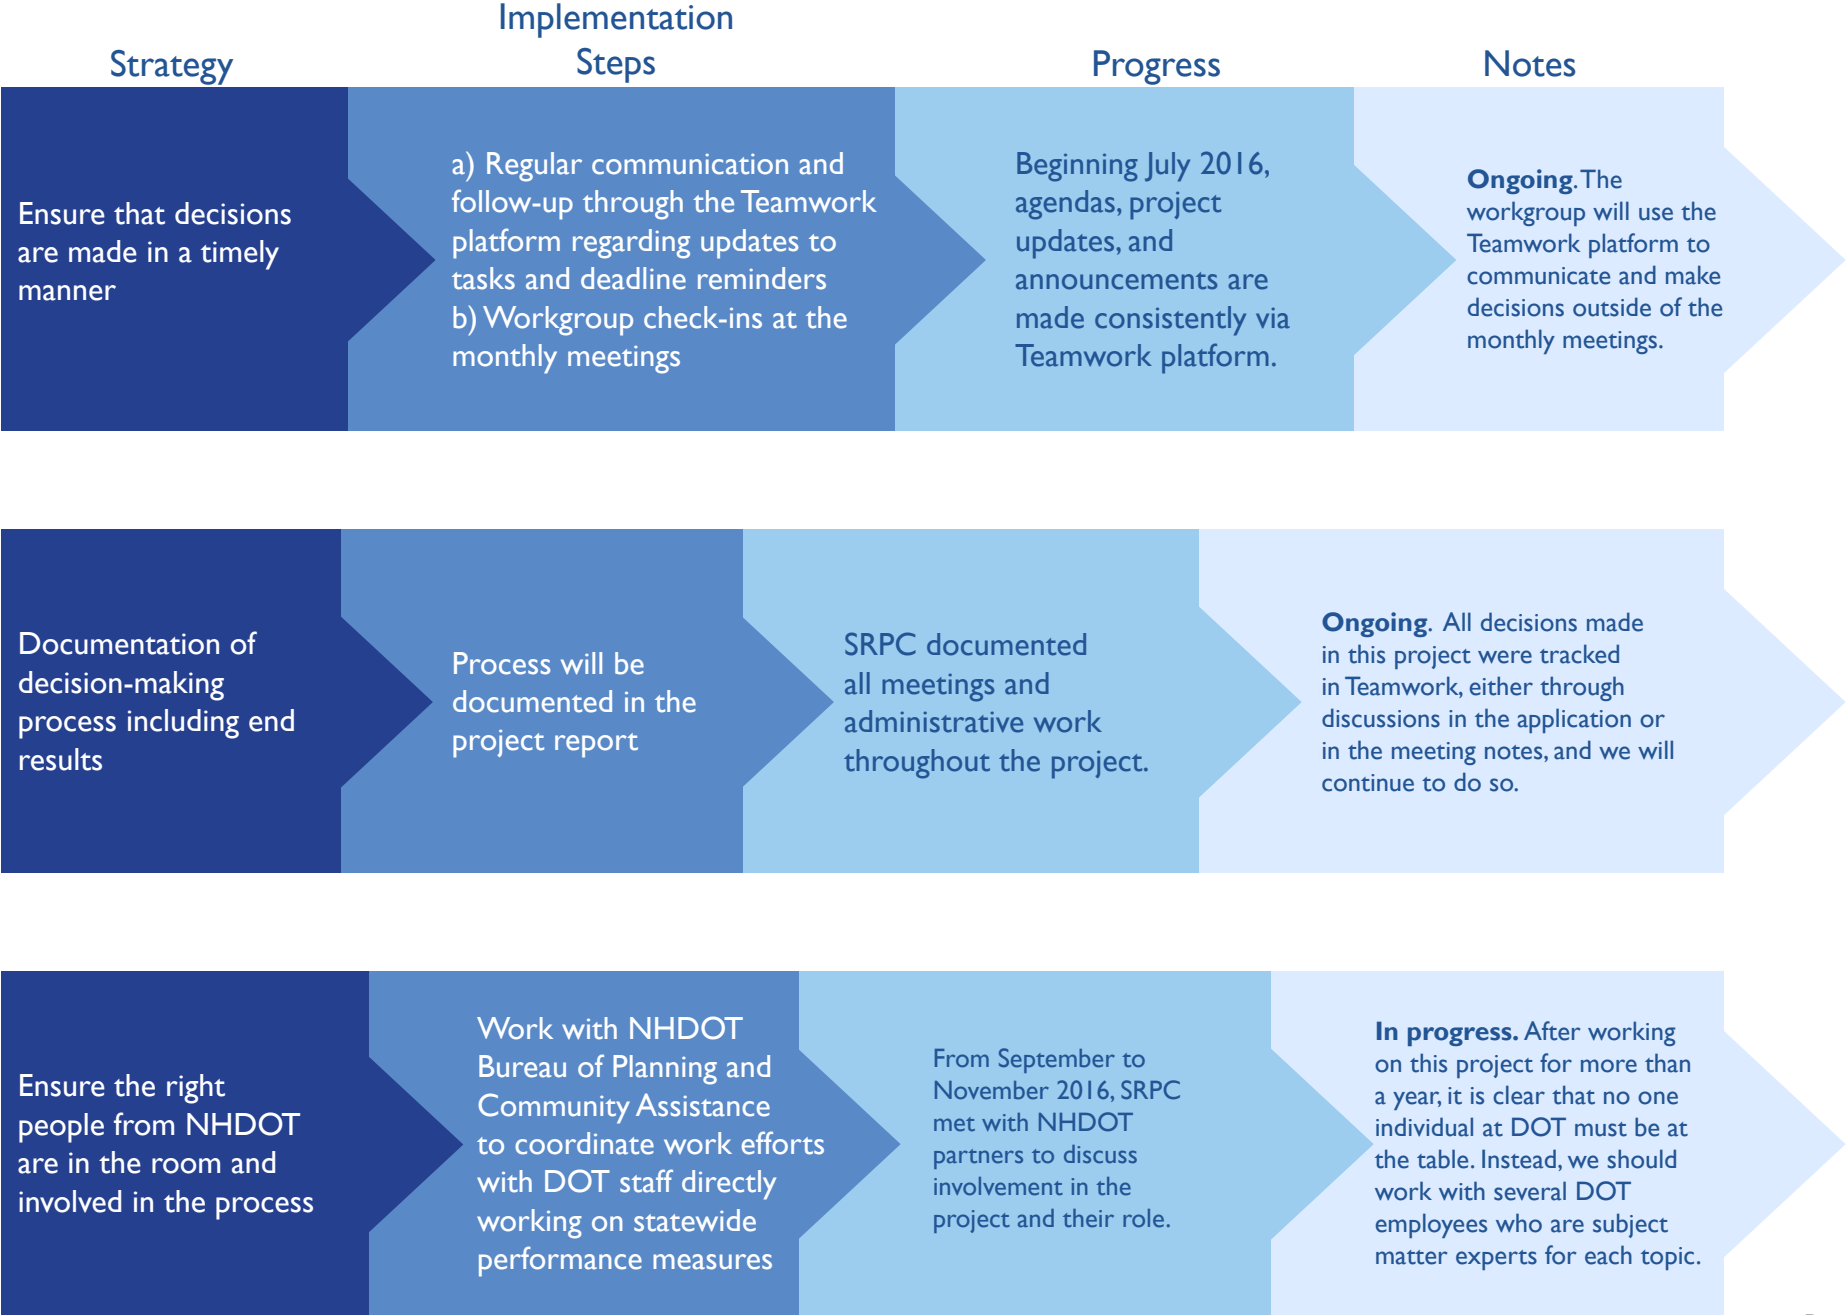 Implementation
Strategy Steps Progress Notes
Ensure that decisions
are made in a timely
manner
a) Regular communication and
follow-up through the Teamwork
platform regarding updates to
tasks and deadline reminders
b) Workgroup check-ins at the
monthly meetings
Beginning July 2016,
agendas, project
updates, and
announcements are
made consistently via
Teamwork platform.
Ongoing. The
workgroup will use the
Teamwork platform to
communicate and make
decisions outside of the
monthly meetings.
Documentation of
decision-making
process including end
results
Process will be
documented in the
project report
SRPC documented
all meetings and
administrative work
throughout the project.
Ongoing. All decisions made
in this project were tracked
in Teamwork, either through
discussions in the application or
in the meeting notes, and we will
continue to do so.
Ensure the right
people from NHDOT
are in the room and
involved in the process
Work with NHDOT
Bureau of Planning and
Community Assistance
to coordinate work efforts
with DOT staff directly
working on statewide
performance measures
From September to
November 2016, SRPC
met with NHDOT
partners to discuss
involvement in the
project and their role.
In progress. After working
on this project for more than
a year, it is clear that no one
individual at DOT must be at
the table. Instead, we should
work with several DOT
employees who are subject
matter experts for each topic.